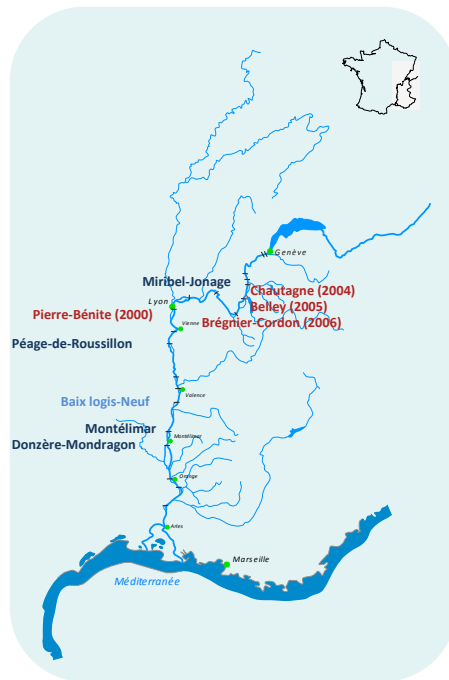 Genève
Miribel-Jonage
Chautagne (2004)
Lyon
Belley (2005)
Pierre-Bénite (2000)
Brégnier-Cordon (2006)
Vienne
Péage-de-Roussillon
Valence
Baix logis-Neuf
Montélimar
Montélimar
Donzère-Mondragon
Orange
Arles
Marseille
Méditerranée